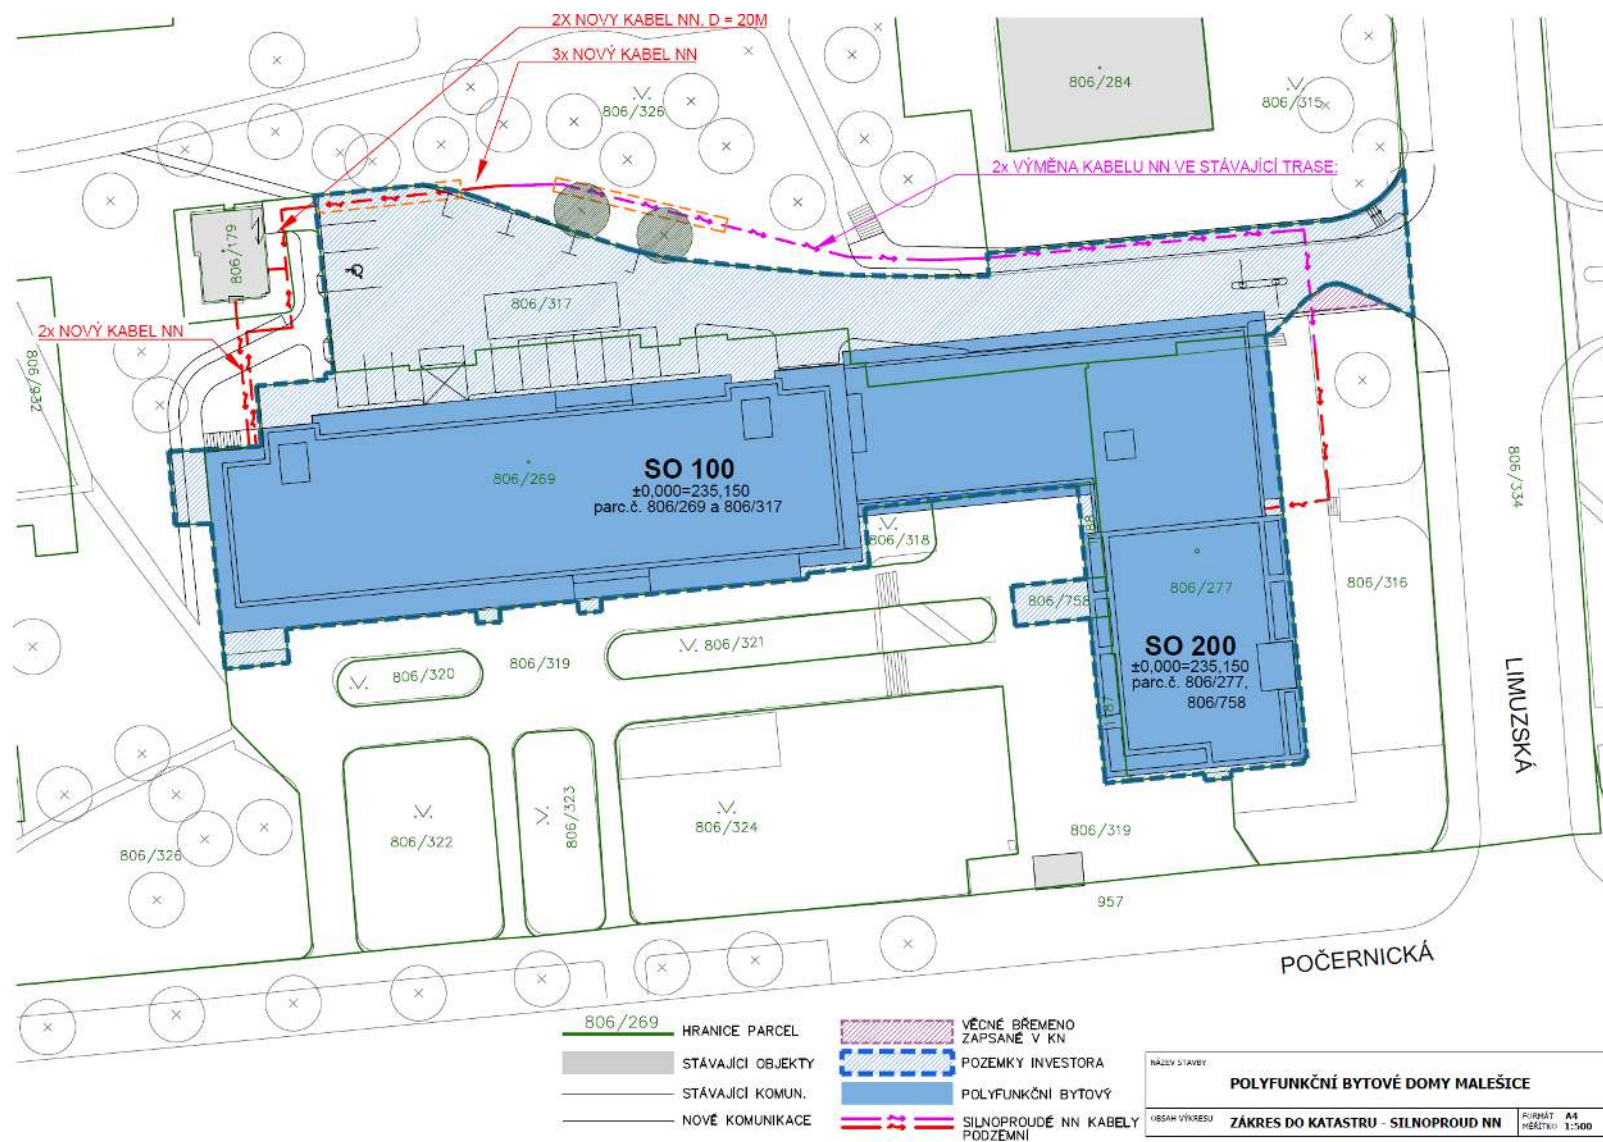 2X NOVÝ KABEL NN, D = 20M
3x NOVÝ KABEL NN
806/326
806/284
806/315
2x VÝMĚNA KABELU NN VE STÁVAJÍCÍ TRASE:
806/179
806/317
2x NOVÝ KABEL NN
806/932
806/269
SO 100
±0,000=235,150
parc.č. 806/269 a 806/317
806/334
806/318
806/758
806/277
806/316
SO 200
±0,000=235,150
parc.č. 806/277,
806/758
806/320
806/319
806/321
LIMUZSKÁ
806/322
806/323
806/324
806/319
806/326
957
POČERNICKÁ
806/269 HRANICE PARCEL
STÁVAJÍCÍ OBJEKTY
STÁVAJÍCÍ KOMUN.
NOVÉ KOMUNIKACE
VĚCNÉ BŘEMENO
ZAPSANÉ V KN
POZEMKY INVESTORA
POLYFUNKČNÍ BYTOVÝ
SILNOPROUDÉ NN KABELY
PODZEMNÍ
NÁZEV STAVBY
POLYFUNKČNÍ BYTOVÉ DOMY MALEŠICE
OBSAH VÝKRESU
ZÁKRES DO KATASTRU - SILNOPROUD NN
FORMÁT A4
MĚŘÍTKO 1:500